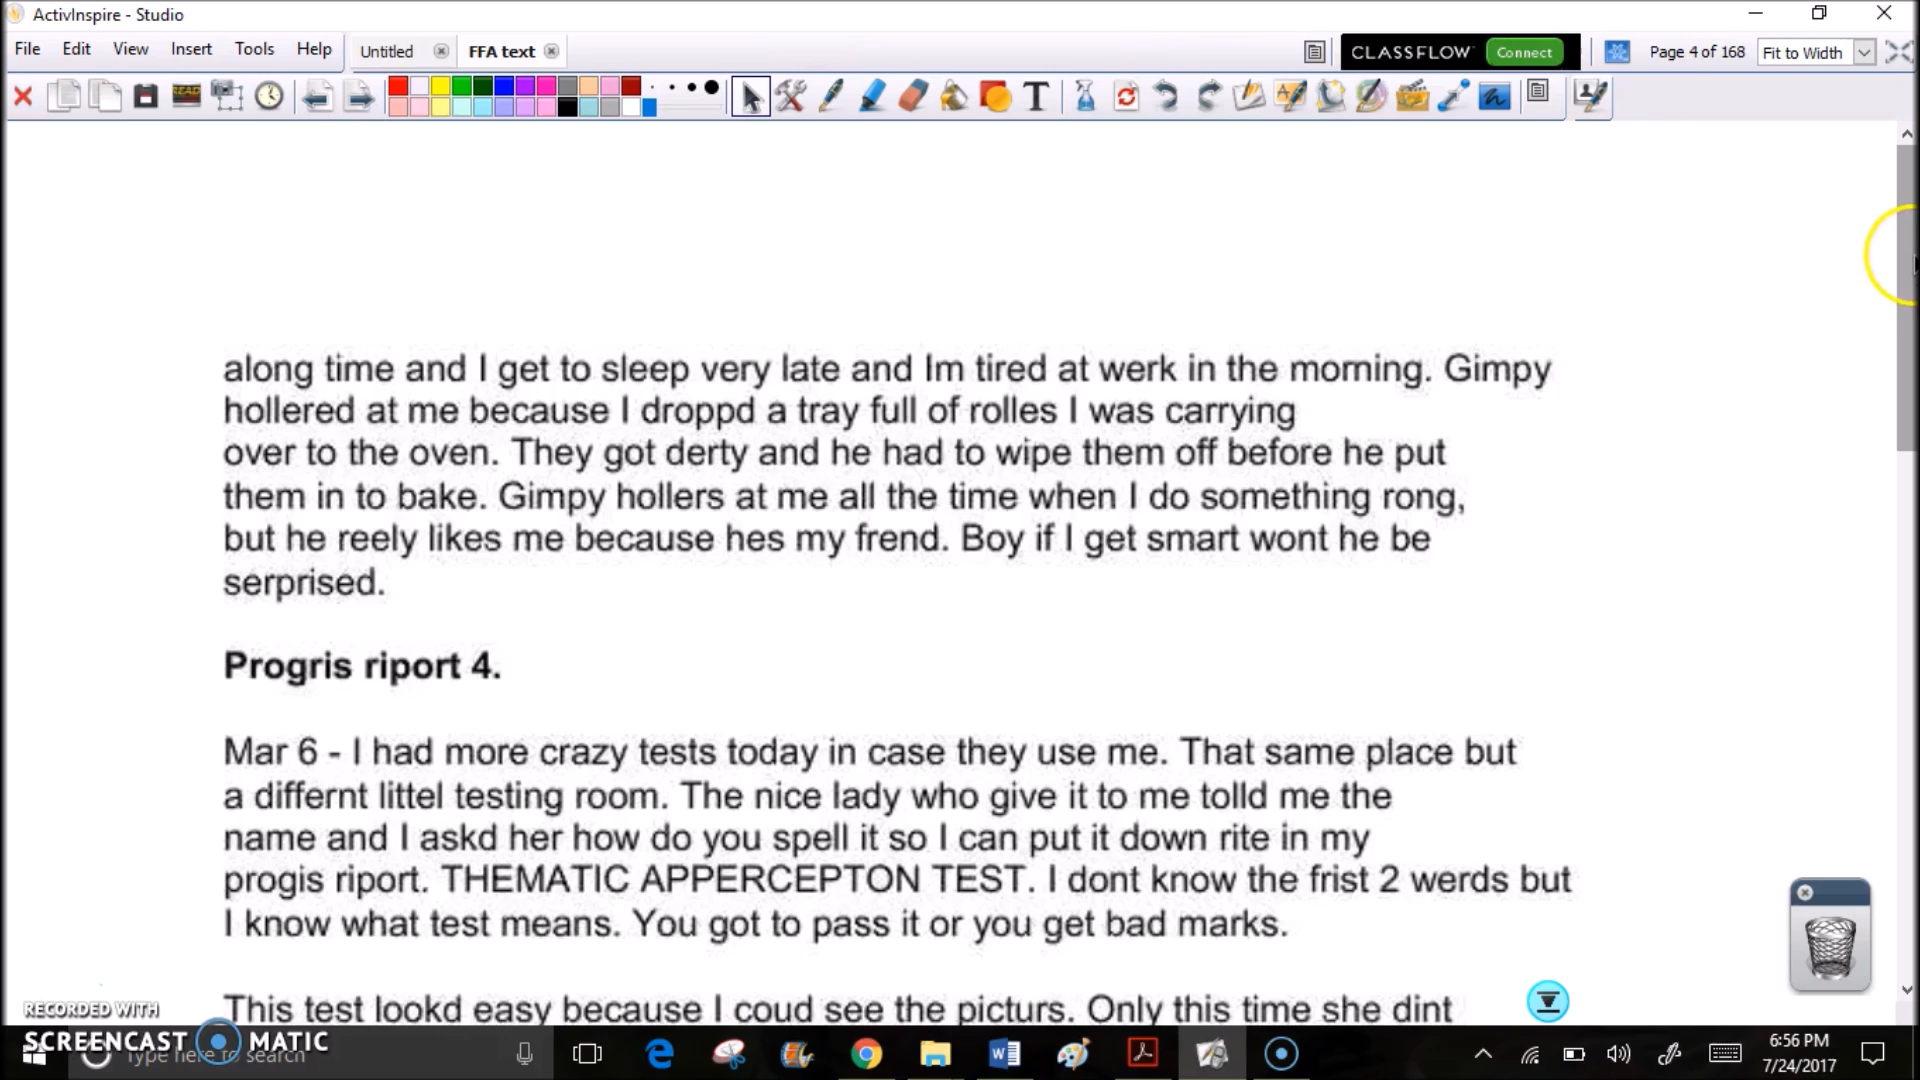 ActivInspire - Studio
File Edit View Insert Tools Help Untitled FFA text CLASSFLOW Connect Page 4 of 168 Fit to Width
along time and I get to sleep very late and Im tired at werk in the morning. Gimpy
hollered at me because I droppd a tray full of rolles I was carrying
over to the oven. They got derty and he had to wipe them off before he put
them in to bake. Gimpy hollers at me all the time when I do something rong,
but he reely likes me because hes my frend. Boy if I get smart wont he be
serprised.
Progris riport 4.
Mar 6 - I had more crazy tests today in case they use me. That same place but
a differnt littel testing room. The nice lady who give it to me tolld me the
name and I askd her how do you spell it so I can put it down rite in my
progis riport. THEMATIC APPERCEPTON TEST. I dont know the frist 2 werds but
I know what test means. You got to pass it or you get bad marks.
This test lookd easy because I coud see the picturs. Only this time she dint
RECORDED WITH
SCREENCAST MATIC
Type here to search
6:56 PM
7/24/2017